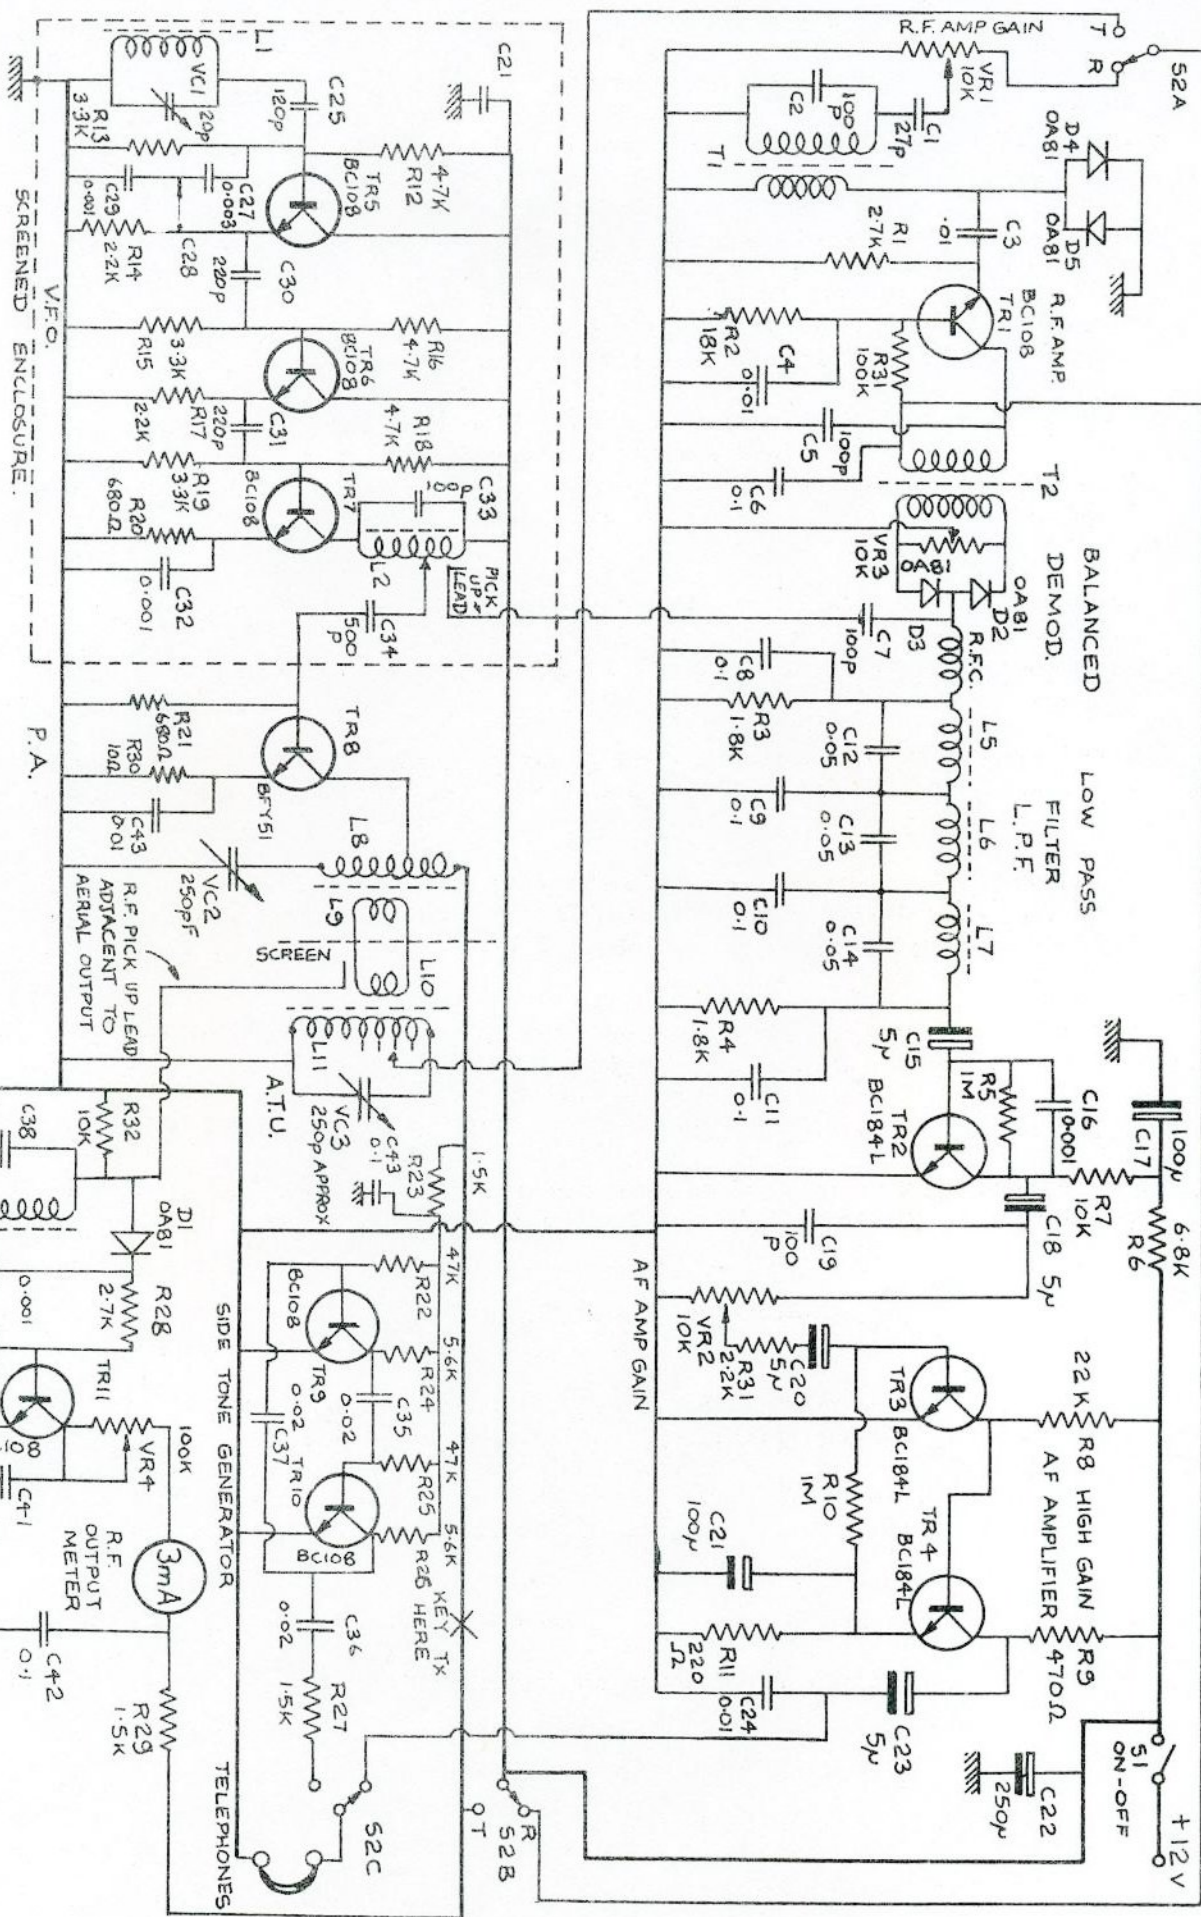 S2A
T
R
R.F. AMP GAIN
VR1
10K
D4
OA81
D5
OA81
C1
27p
C2
100
p
T1
C3
.01
R1
2.7K
R.F. AMP.
TR1
BC108
R2
18K
C4
0.01
R31
100K
C5
100p
C6
0.1
T2
VR3
10K
BALANCED
DEMOD.
OA81
D2
OA81
D3
C7
100p
R.F.C.
LOW PASS
FILTER
L.P.F.
L5
L6
L7
C8
0.1
R3
1.8K
C12
0.05
C9
0.1
C13
0.05
C10
0.1
C14
0.05
R4
1.8K
C11
0.1
C15
5µ
C16
0.001
R5
1M
TR2
BC184L
C17
100µ
R7
10K
6.8K
R6
C18 5µ
C19
100
p
AF AMP GAIN
VR2
10K
R31
2.2K
C20
5µ
TR3
BC184L
22K R8
HIGH GAIN
AF AMPLIFIER
R10
1M
TR4
BC184L
C21
100µ
R9
470Ω
R11
220
Ω
C24
0.01
C23
5µ
C22
250µ
S1
ON-OFF
+12V
C21
L1
VC1
20p
C25
120p
R13
3.3K
C27
0.003
C29
0.001
C28
TR5
BC108
4.7K
R12
R14
2.2K
C30
220p
R16
4.7K
TR6
BC108
R15
3.3K
R17
2.2K
C31
220p
R18
4.7K
R19
3.3K
TR7
BC108
R20
680Ω
C32
0.001
C33
L2
PICK
UP
LEAD
C34
500
p
V.F.O.
SCREENED ENCLOSURE.
TR8
BFY51
R21
680Ω
R30
10Ω
C43
0.01
P.A.
L8
VC2
250pF
L9
L10
SCREEN
R.F. PICK UP LEAD
ADJACENT TO
AERIAL OUTPUT
L11
VC3
250p APPROX
A.T.U.
C43
0.1
R23
1.5K
47K
R22
5.6K
R24
47K
R25
5.6K
R26
BC108
TR9
C35
0.02
0.02
C37
TR10
BC108
SIDE TONE GENERATOR
KEY TX
HERE
C36
0.02
R27
1.5K
S2B
R
T
S2C
TELEPHONES
R32
10K
C38
D1
OA81
R28
2.7K
0.001
TR11
VR4
100K
C41
3mA
R.F.
OUTPUT
METER
C42
0.1
R29
1.5K